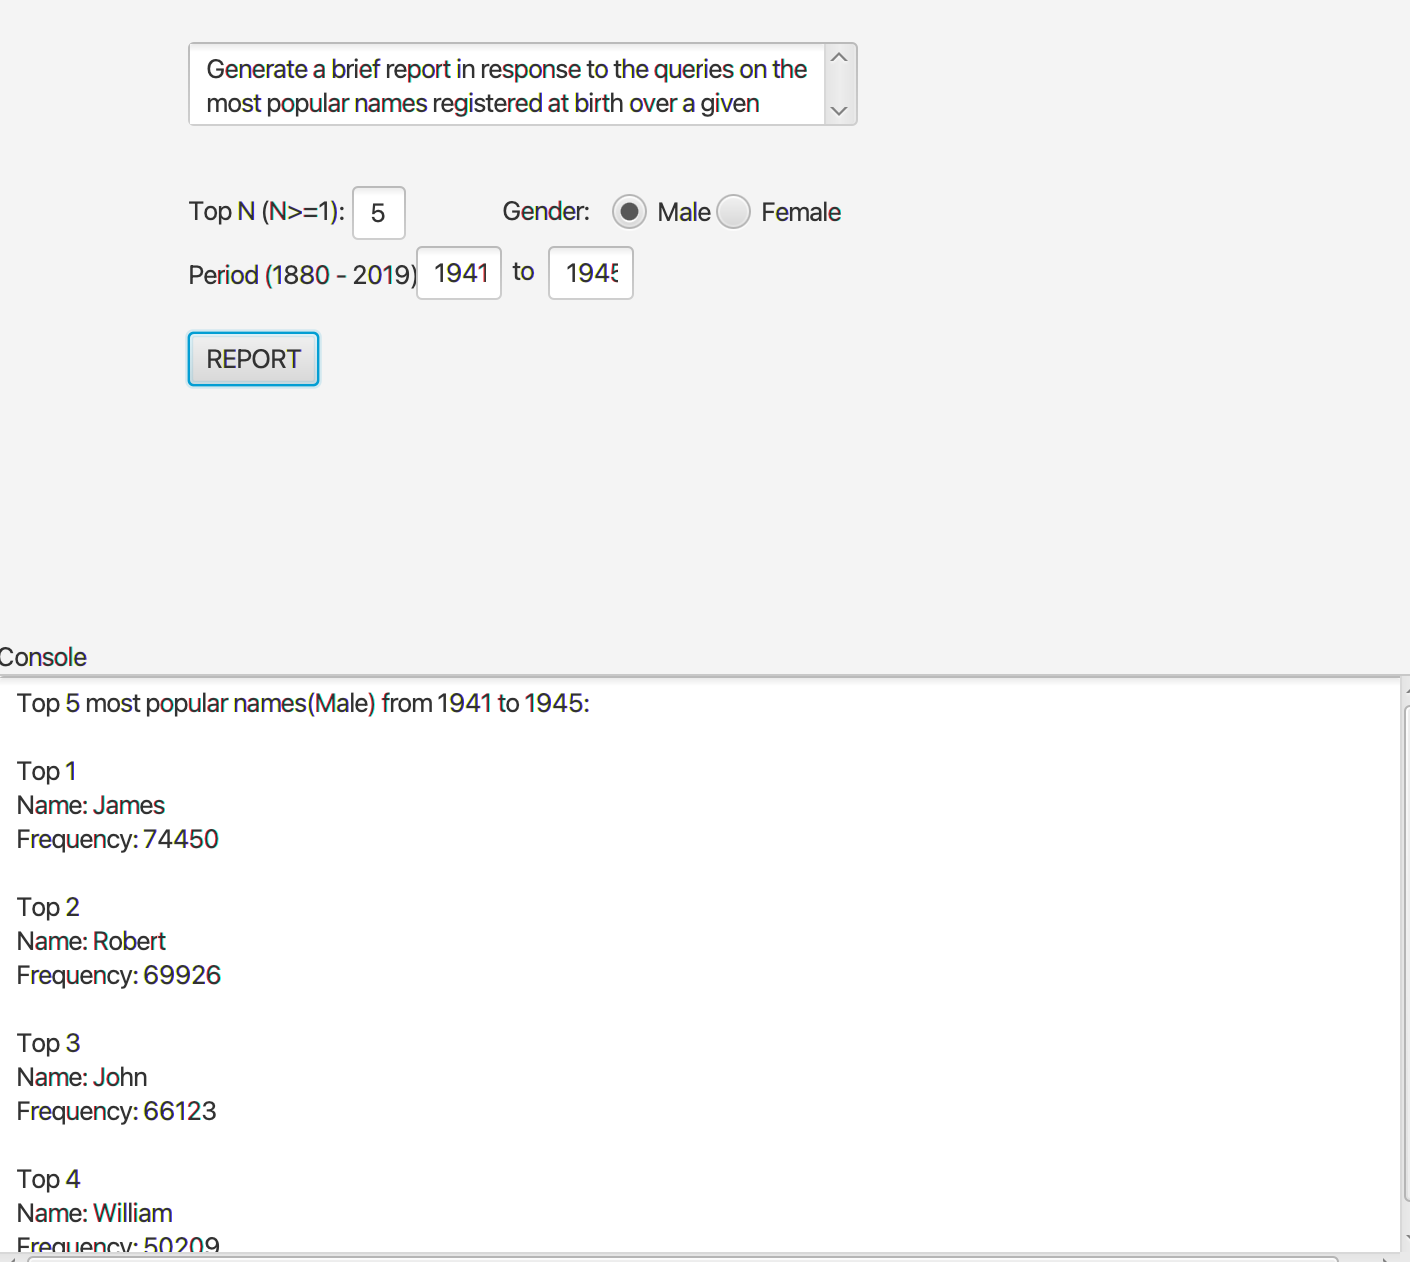 Generate a brief report in response to the queries on the
most popular names registered at birth over a given
Top N (N>=1): 5 Gender: Male Female
Period (1880 - 2019) 1941 to 1945
REPORT
Console
Top 5 most popular names(Male) from 1941 to 1945:
Top 1
Name: James
Frequency: 74450
Top 2
Name: Robert
Frequency: 69926
Top 3
Name: John
Frequency: 66123
Top 4
Name: William
Frequency: 50209